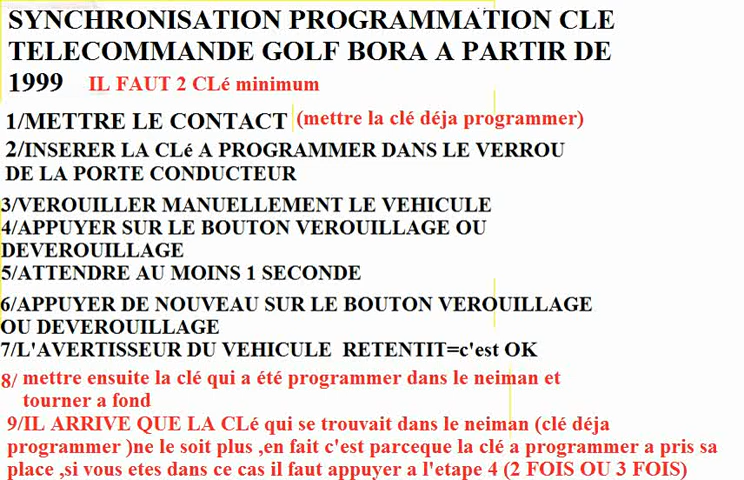 SYNCHRONISATION PROGRAMMATION CLE
TELECOMMANDE GOLF BORA A PARTIR DE
1999 IL FAUT 2 CLé minimum
1/METTRE LE CONTACT (mettre la clé déja programmer)
2/INSERER LA CLé A PROGRAMMER DANS LE VERROU
DE LA PORTE CONDUCTEUR
3/VEROUILLER MANUELLEMENT LE VEHICULE
4/APPUYER SUR LE BOUTON VEROUILLAGE OU
DEVEROUILLAGE
5/ATTENDRE AU MOINS 1 SECONDE
6/APPUYER DE NOUVEAU SUR LE BOUTON VEROUILLAGE
OU DEVEROUILLAGE
7/L'AVERTISSEUR DU VEHICULE RETENTIT=c'est OK
8/ mettre ensuite la clé qui a été programmer dans le neiman et
tourner a fond
9/IL ARRIVE QUE LA CLé qui se trouvait dans le neiman (clé déja
programmer )ne le soit plus ,en fait c'est parceque la clé a programmer a pris sa
place ,si vous etes dans ce cas il faut appuyer a l'etape 4 (2 FOIS OU 3 FOIS)